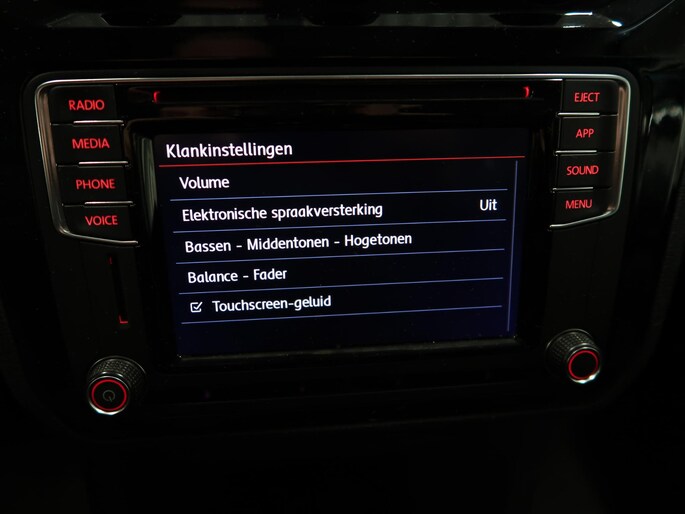 RADIO
MEDIA
PHONE
VOICE
Klankinstellingen
Volume
Elektronische spraakversterking Uit
Bassen - Middentonen - Hogetonen
Balance - Fader
Touchscreen-geluid
EJECT
APP
SOUND
MENU